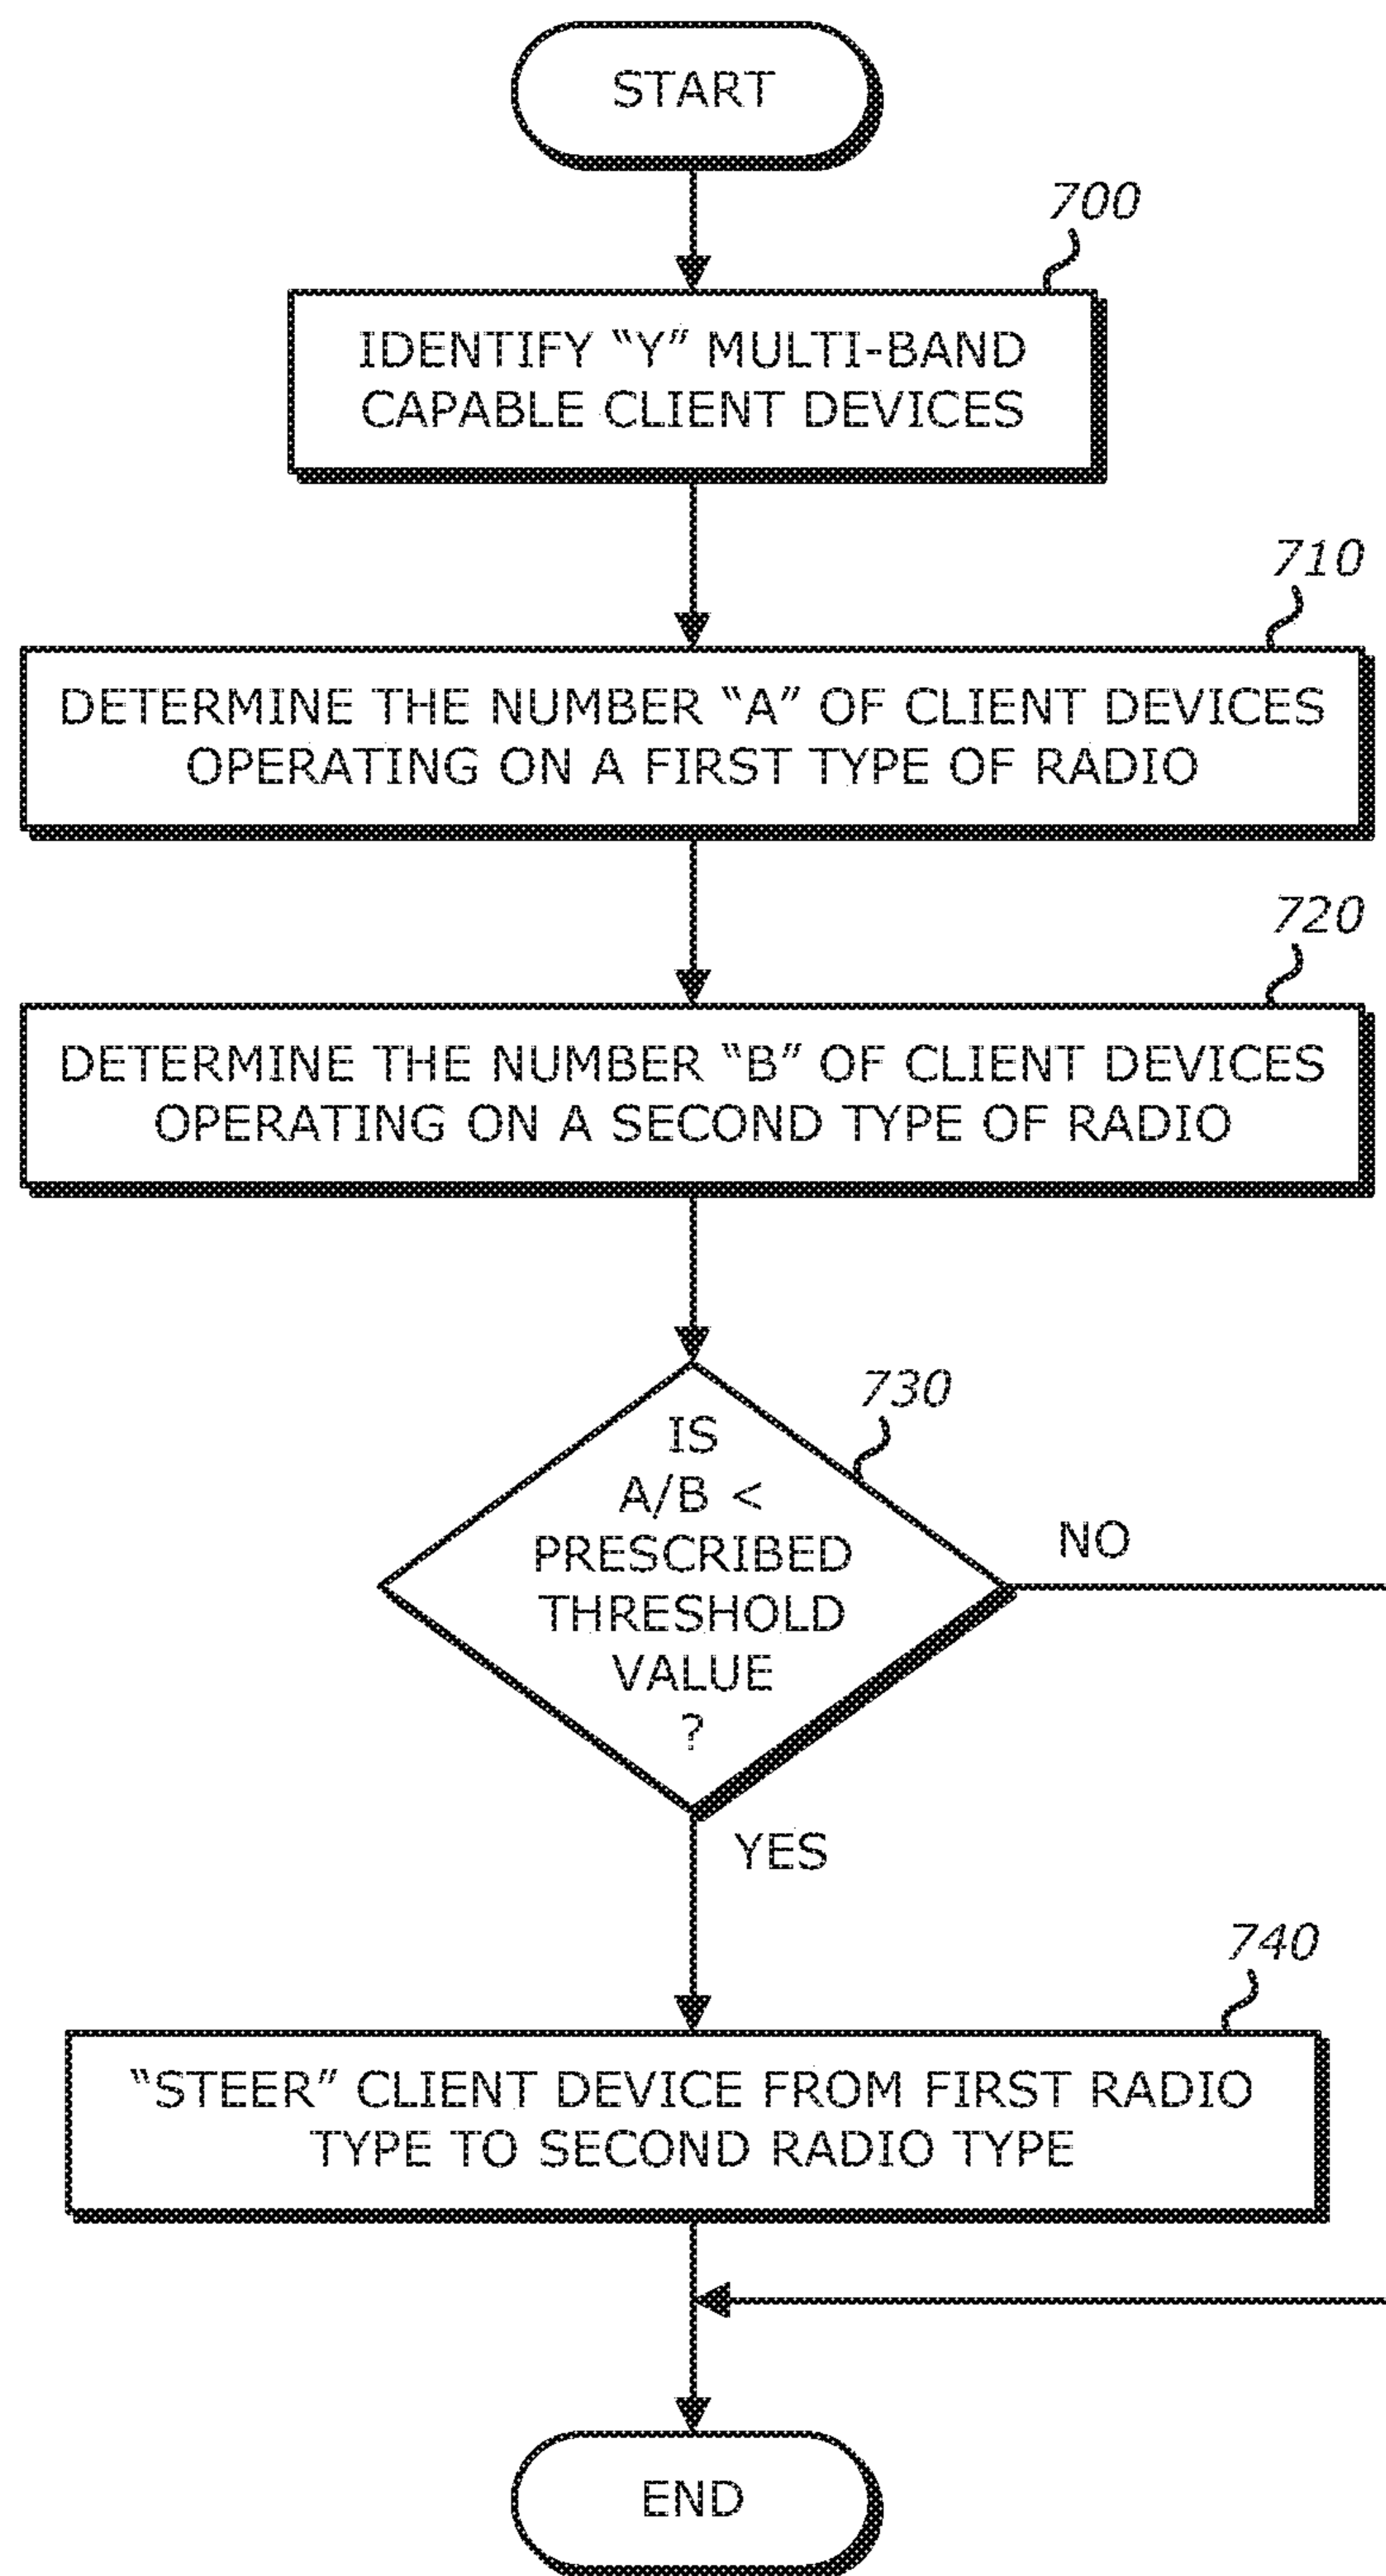 START
700
IDENTIFY “Y” MULTI-BAND
CAPABLE CLIENT DEVICES
710
DETERMINE THE NUMBER “A” OF CLIENT DEVICES
OPERATING ON A FIRST TYPE OF RADIO
720
DETERMINE THE NUMBER “B” OF CLIENT DEVICES
OPERATING ON A SECOND TYPE OF RADIO
730
IS
A/B <
PRESCRIBED
THRESHOLD
VALUE
?
NO
YES
740
“STEER” CLIENT DEVICE FROM FIRST RADIO
TYPE TO SECOND RADIO TYPE
END